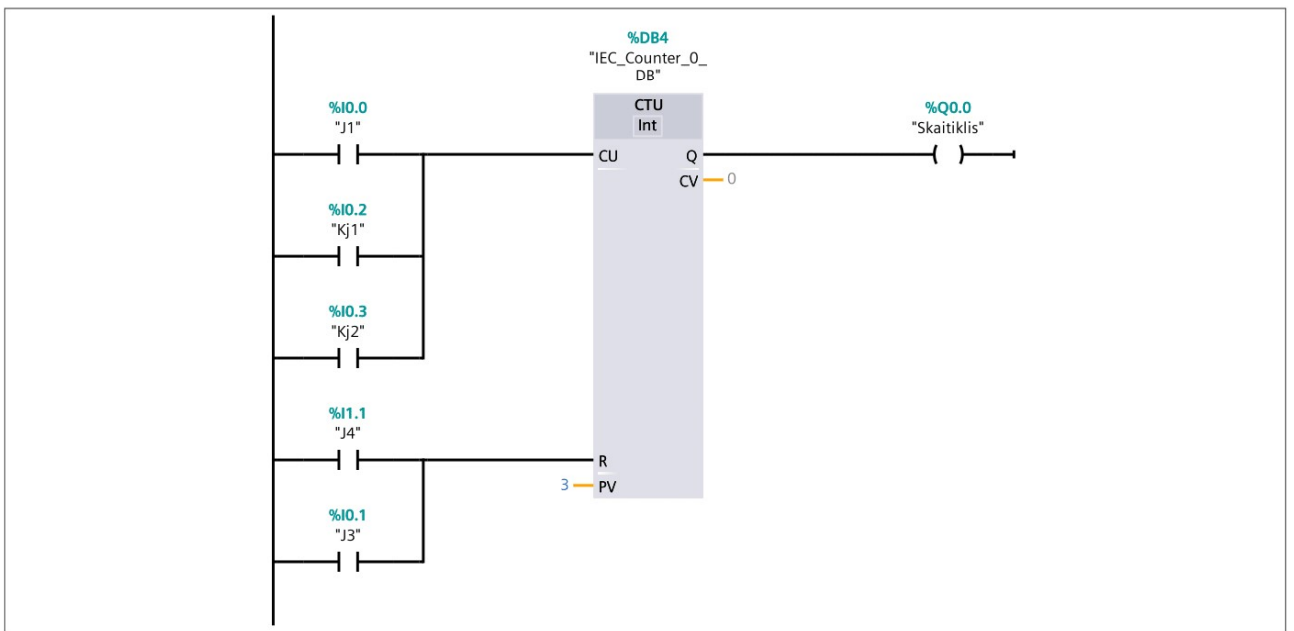 %DB4
"IEC_Counter_0_
DB"
CTU
Int
%I0.0
"J1"
%Q0.0
"Skaitiklis"
CU
Q
CV
0
%I0.2
"Kj1"
%I0.3
"Kj2"
%I1.1
"J4"
R
3
PV
%I0.1
"J3"